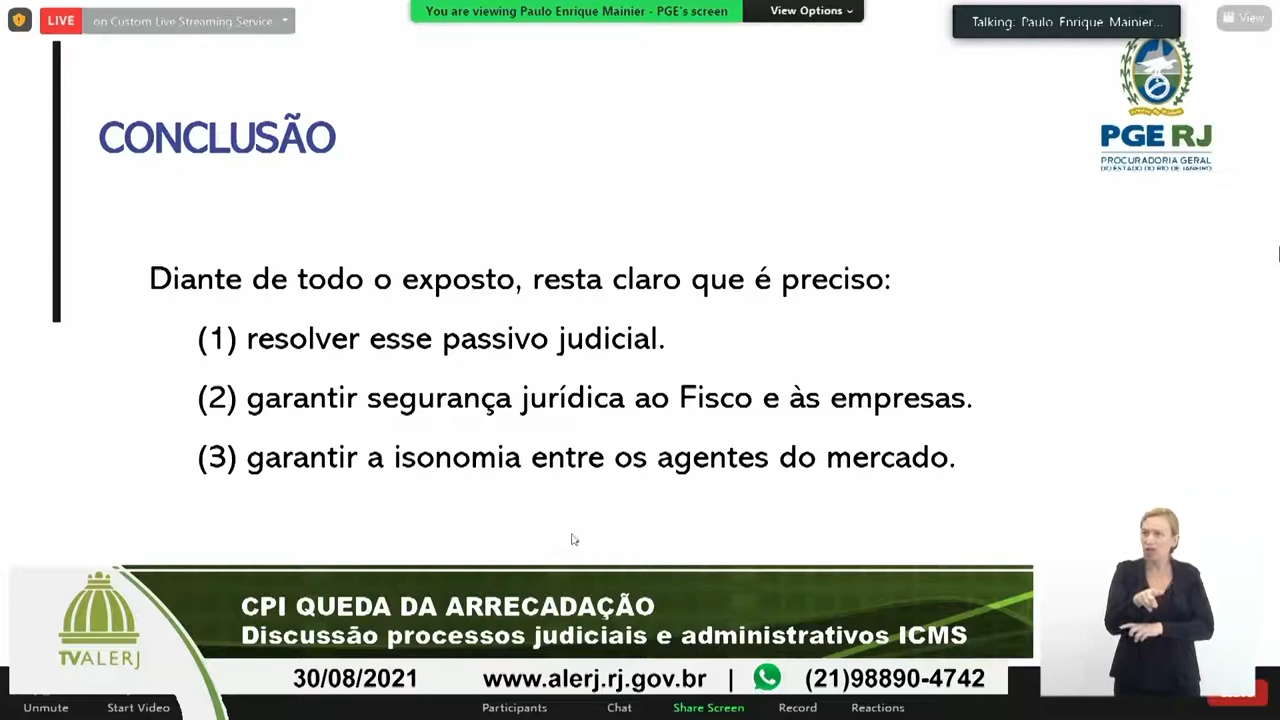 LIVE
on Custom Live Streaming Service
You are viewing Paulo Enrique Mainier - PGE's screen
View Options
Talking: Paulo Enrique Mainier...
View
PGE RJ
PROCURADORIA GERAL
DO ESTADO DO RIO DE JANEIRO
CONCLUSÃO
Diante de todo o exposto, resta claro que é preciso:
(1) resolver esse passivo judicial.
(2) garantir segurança jurídica ao Fisco e às empresas.
(3) garantir a isonomia entre os agentes do mercado.
CPI QUEDA DA ARRECADAÇÃO
Discussão processos judiciais e administrativos ICMS
TVALERJ
30/08/2021 www.alerj.rj.gov.br | (21)98890-4742
Unmute Start Video Participants Chat Share Screen Record Reactions